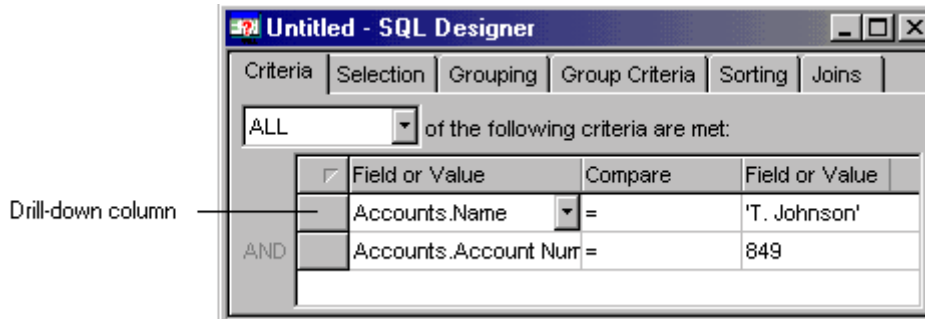 Untitled - SQL Designer
Criteria Selection Grouping Group Criteria Sorting Joins
ALL of the following criteria are met:
Field or Value Compare Field or Value
Drill-down column Accounts.Name = 'T. Johnson'
AND Accounts.Account Num = 849